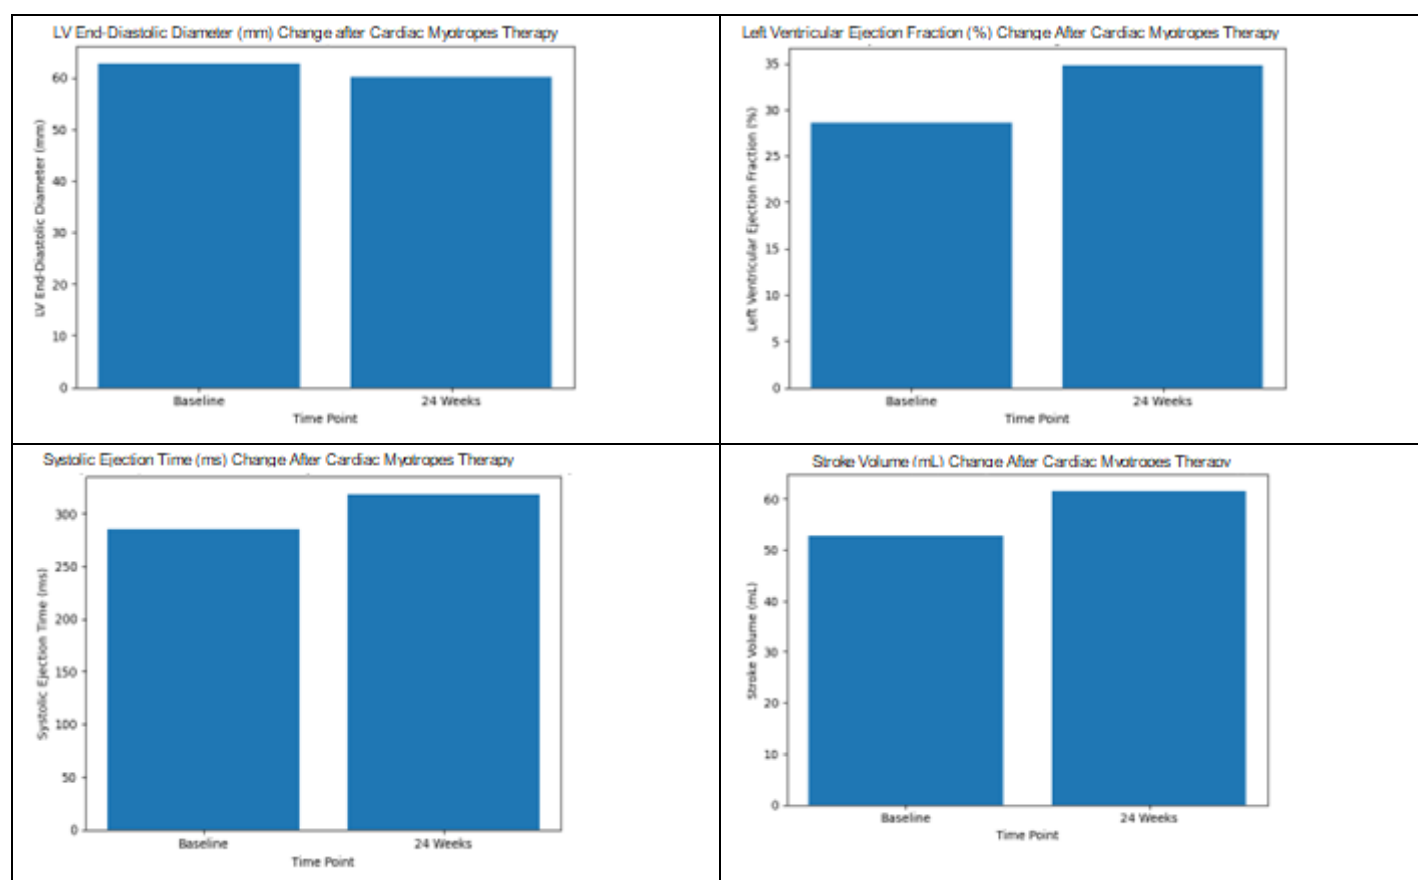 LV End-Diastolic Diameter (mm) Change after Cardiac Myotropes Therapy
60
50
40
30
20
10
0
LV End-Diastolic Diameter (mm)
Baseline
24 Weeks
Time Point
Left Ventricular Ejection Fraction (%) Change After Cardiac Myotropes Therapy
35
30
25
20
15
10
5
0
Left Ventricular Ejection Fraction (%)
Baseline
24 Weeks
Time Point
Systolic Ejection Time (ms) Change After Cardiac Myotropes Therapy
300
250
200
150
100
50
0
Systolic Ejection Time (ms)
Baseline
24 Weeks
Time Point
Stroke Volume (mL) Change After Cardiac Myotropes Therapy
60
50
40
30
20
10
0
Stroke Volume (mL)
Baseline
24 Weeks
Time Point